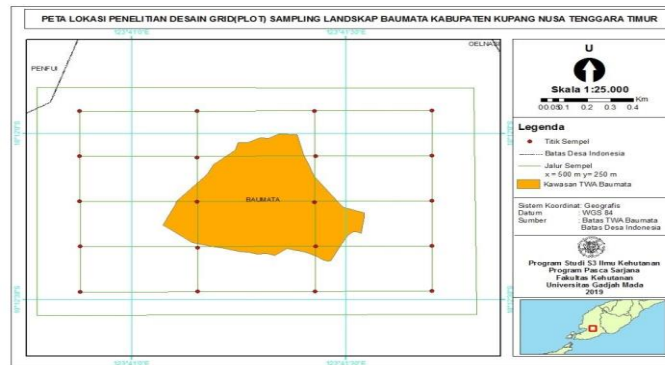 PETA LOKASI PENELITIAN DESAIN GRID(PLOT) SAMPLING LANDSKAP BAUMATA KABUPATEN KUPANG NUSA TENGGARA TIMUR
OELNASI
PENFUI
BAUMATA
U
Skala 1:25.000
0.2 0.3 0.4
Km
Legenda
Titik Sempel
Batas Desa Indonesia
Jalur Sempel
x = 500 m y= 250 m
Kawasan TWA Baumata
Sistem Koordinat: Geografis
Datum : WGS 84
Sumber : Batas TWA Baumata
Batas Desa Indonesia
Program Studi S3 Ilmu Kehutanan
Program Pasca Sarjana
Fakultas Kehutanan
Universitas Gadjah Mada
2019